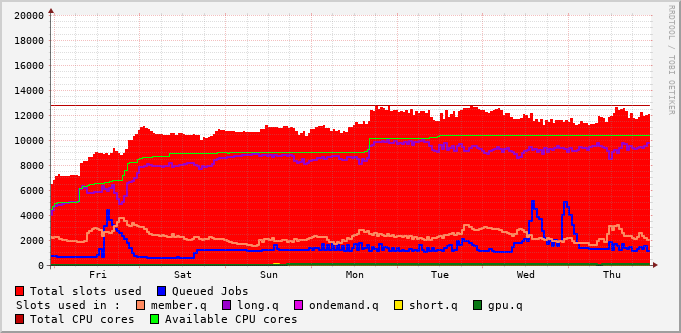 20000
18000
16000
14000
12000
10000
8000
6000
4000
2000
0
Fri Sat Sun Mon Tue Wed Thu
Total slots used Queued Jobs
Slots used in : member.q long.q ondemand.q short.q gpu.q
Total CPU cores Available CPU cores
RRDTOOL / TOBI OETIKER